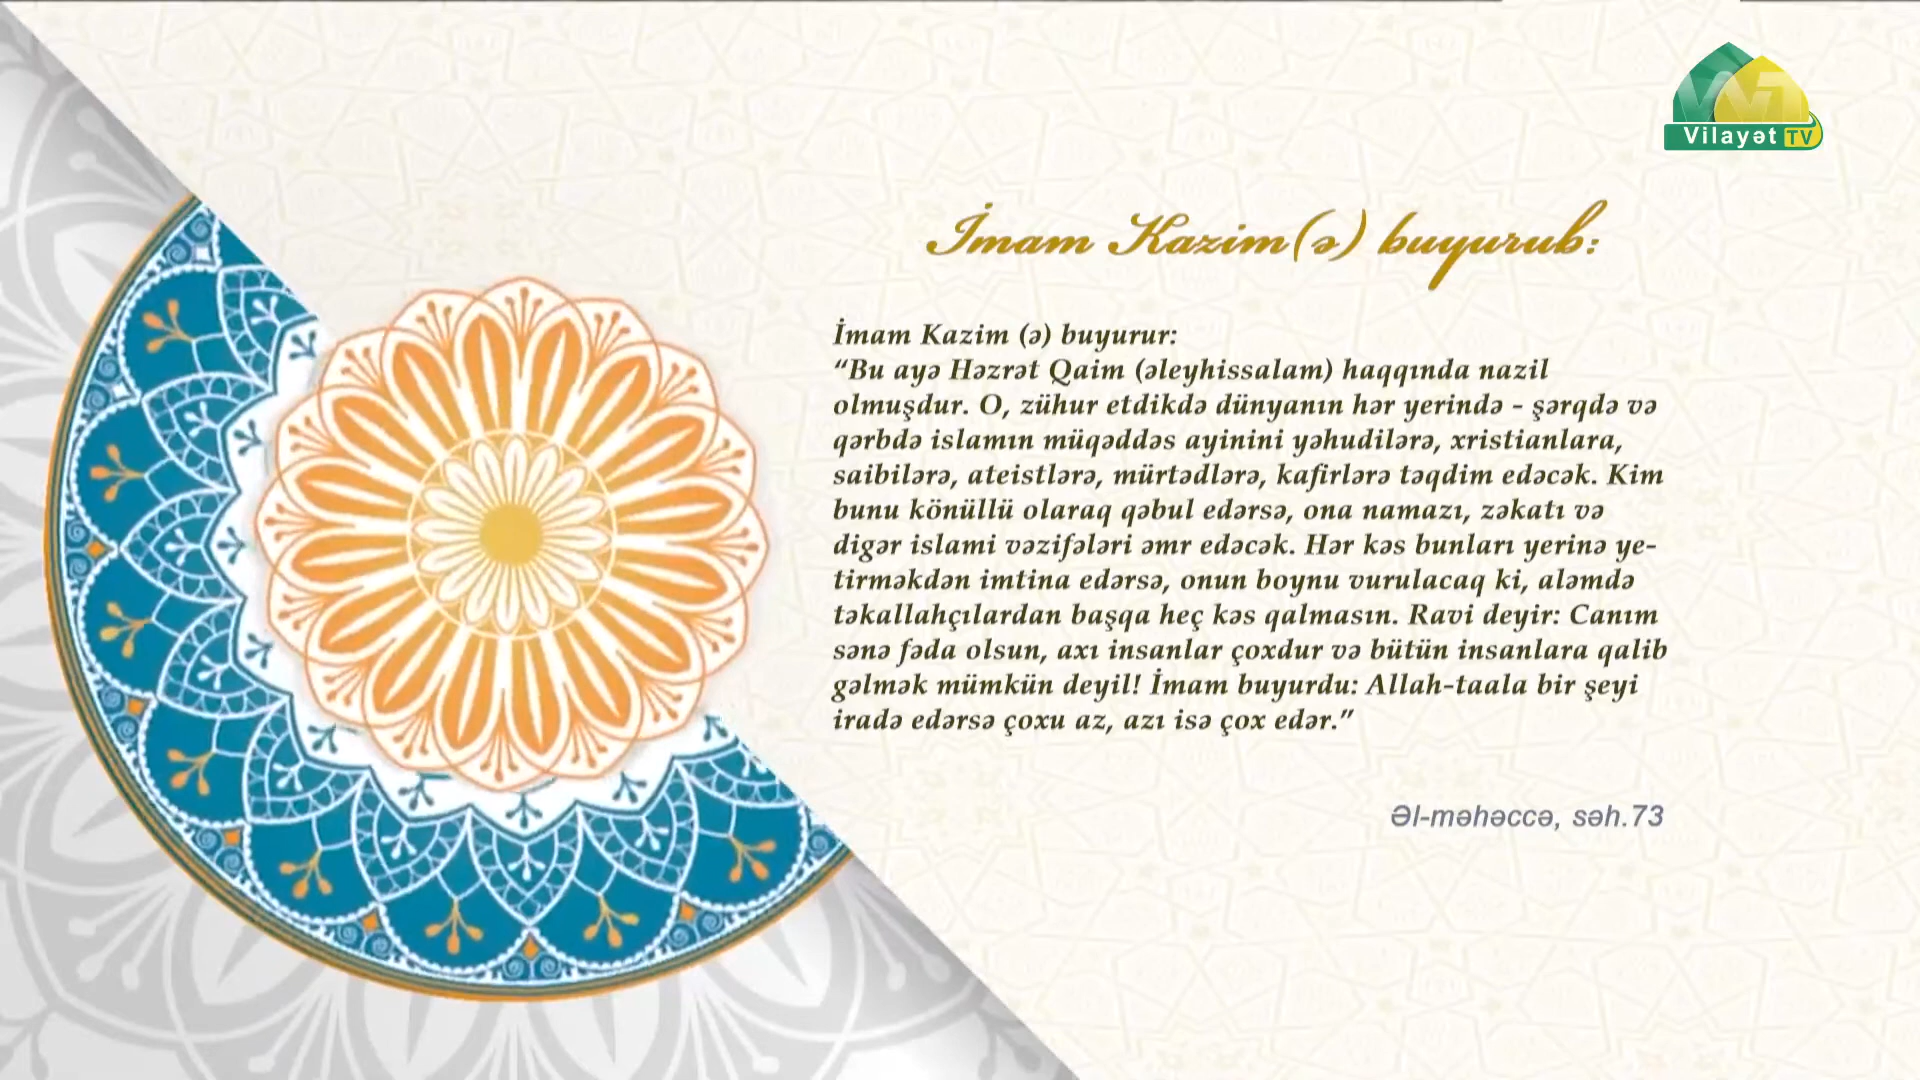 Vilayət TV
İmam Kazim(ə) buyurub:
İmam Kazim (ə) buyurur:
“Bu ayə Həzrət Qaim (əleyhissalam) haqqında nazil
olmuşdur. O, zühur etdikdə dünyanın hər yerində - şərqdə və
qərbdə islamın müqəddəs ayinini yəhudilərə, xristianlara,
saibilərə, ateistlərə, mürtədlərə, kafirlərə təqdim edəcək. Kim
bunu könüllü olaraq qəbul edərsə, ona namazı, zəkatı və
digər islami vəzifələri əmr edəcək. Hər kəs bunları yerinə ye-
tirməkdən imtina edərsə, onun boynu vurulacaq ki, aləmdə
təkallahçılardan başqa heç kəs qalmasın. Ravi deyir: Canım
sənə fəda olsun, axı insanlar çoxdur və bütün insanlara qalib
gəlmək mümkün deyil! İmam buyurdu: Allah-taala bir şeyi
iradə edərsə çoxu az, azı isə çox edər.”
Əl-məhəccə, səh.73